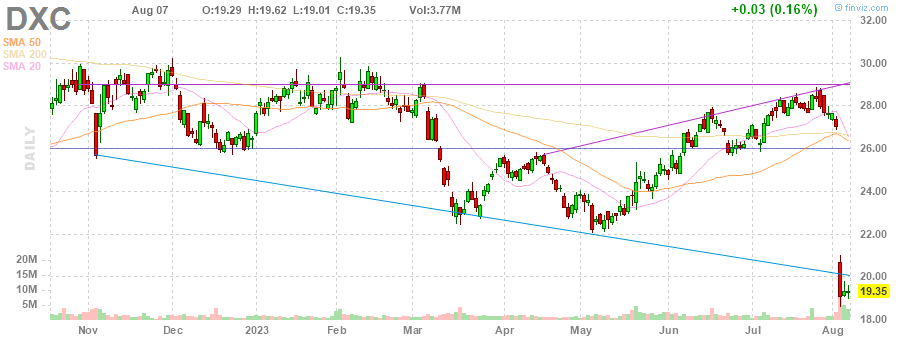 DXC Aug 07 O:19.29 H:19.62 L:19.01 C:19.35 Vol:3.77M +0.03 (0.16%) © finviz.com
SMA 50
SMA 200
SMA 20
DAILY
32.00
30.00
28.00
26.00
24.00
22.00
20.00
19.35
18.00
20M
15M
10M
5M
Nov Dec 2023 Feb Mar Apr May Jun Jul Aug